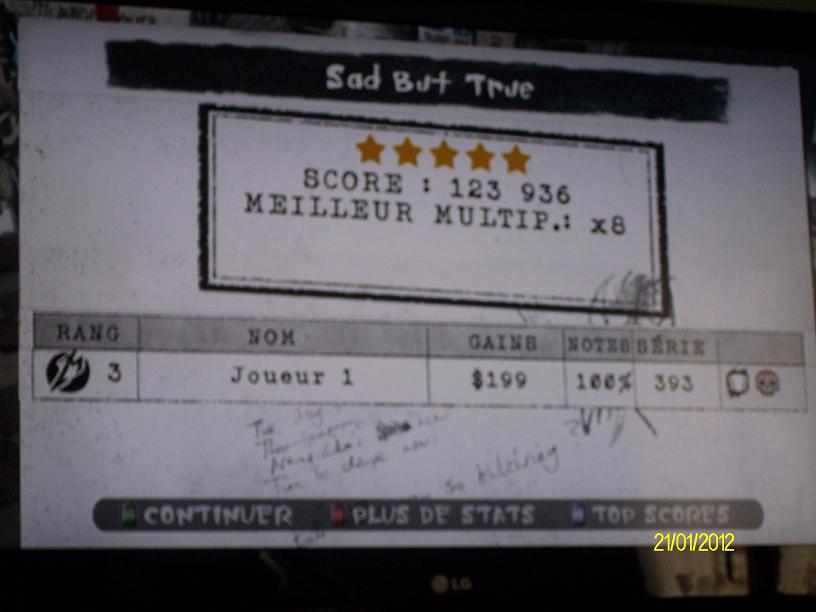 Sad But True
SCORE : 123 936
MEILLEUR MULTIP.: x8
RANG NOM GAINS NOTES SÉRIE
3 Joueur 1 $199 100% 393
CONTINUER PLUS DE STATS TOP SCORES
21/01/2012
LG